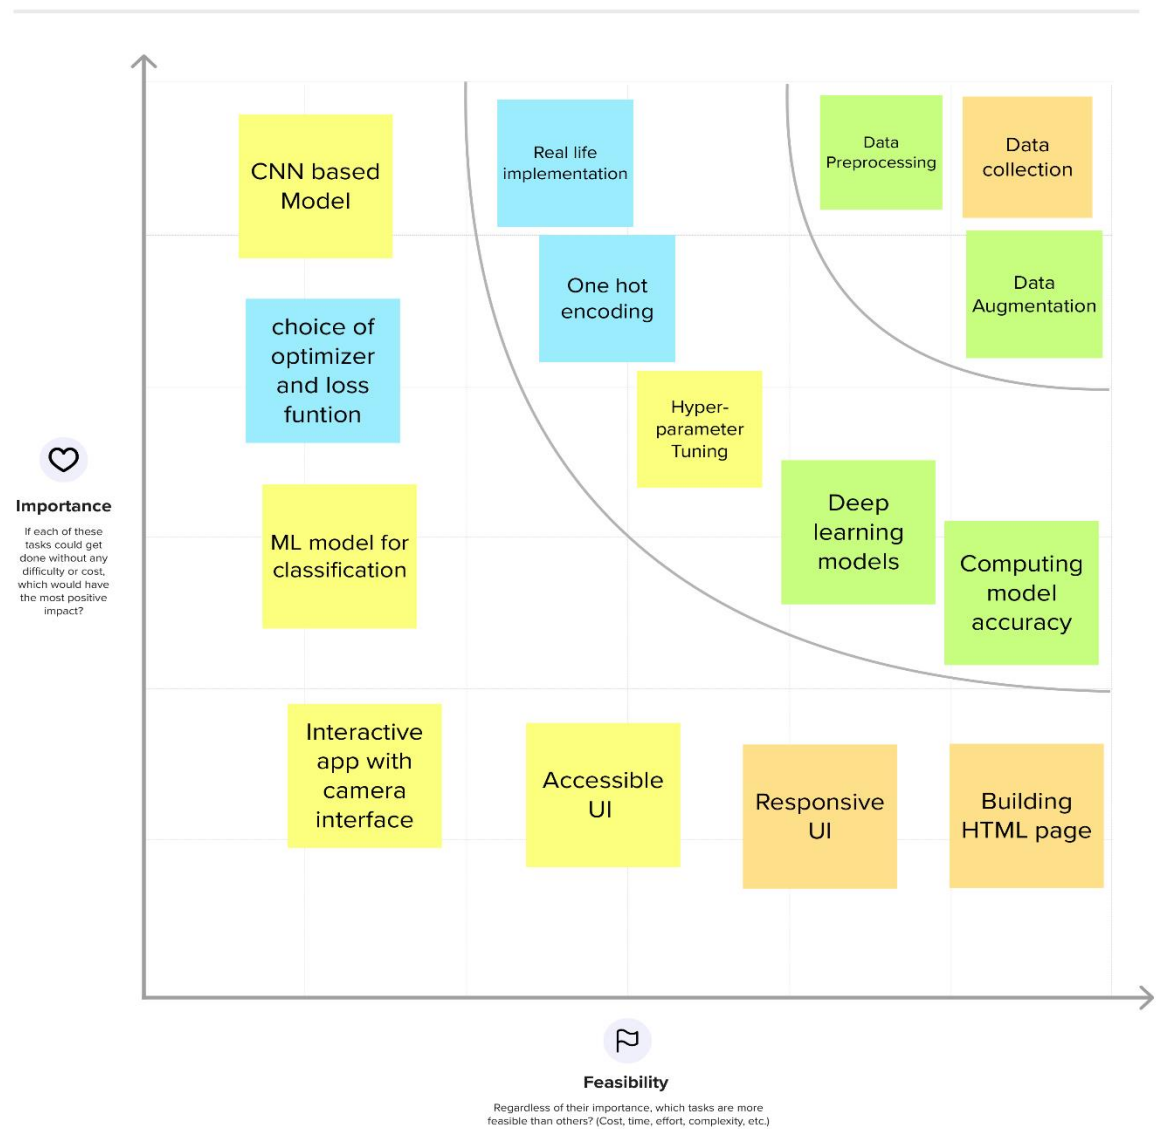 CNN based
Model
Real life
implementation
Data
Preprocessing
Data
collection
One hot
encoding
Data
Augmentation
choice of
optimizer
and loss
funtion
Hyper-
parameter
Tuning
Importance
If each of these
tasks could get
done without any
difficulty or cost,
which would have
the most positive
impact?
ML model for
classification
Deep
learning
models
Computing
model
accuracy
Interactive
app with
camera
interface
Accessible
UI
Responsive
UI
Building
HTML page
Feasibility
Regardless of their importance, which tasks are more
feasible than others? (Cost, time, effort, complexity, etc.)